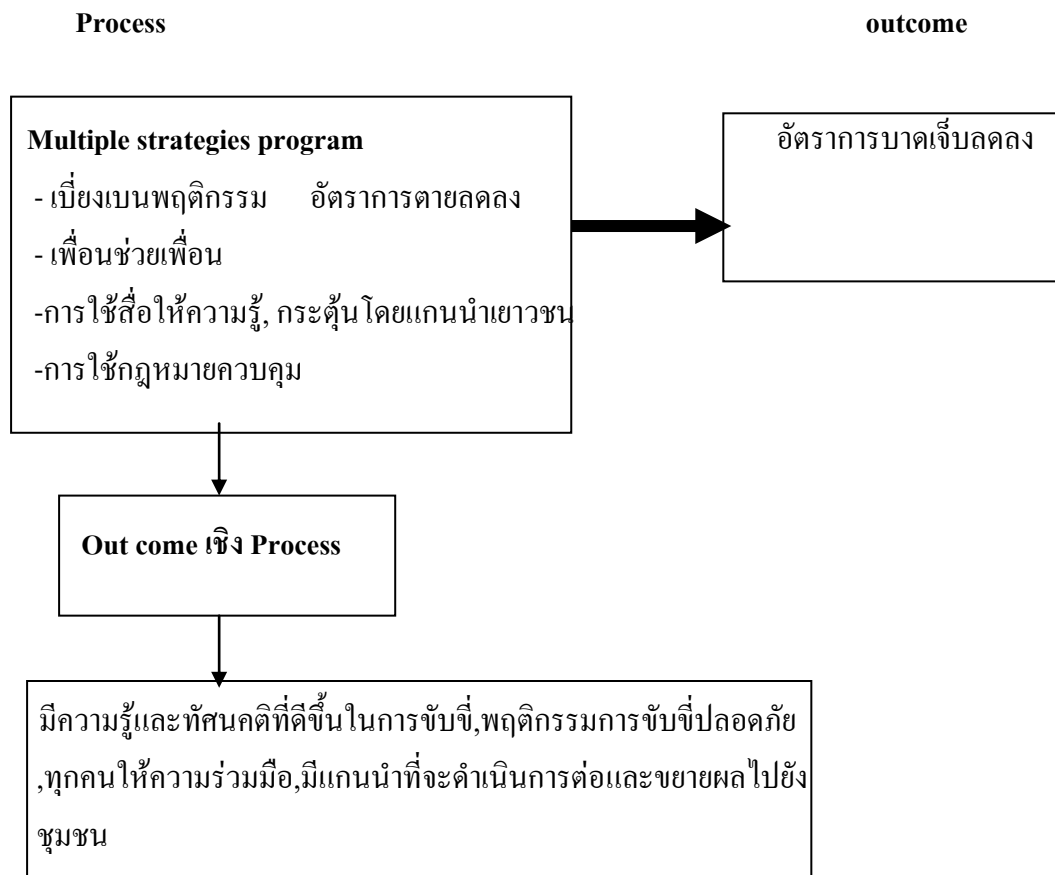 Process outcome
Multiple strategies program
อัตราการบาดเจ็บลดลง
- เบี่ยงเบนพฤติกรรม อัตราการตายลดลง
- เพื่อนช่วยเพื่อน
-การใช้สื่อให้ความรู้, กระตุ้นโดยแกนนำเยาวชน
-การใช้กฎหมายควบคุม
Out come เชิง Process
มีความรู้และทัศนคติที่ดีขึ้นในการขับขี่,พฤติกรรมการขับขี่ปลอดภัย
,ทุกคนให้ความร่วมมือ,มีแกนนำที่จะดำเนินการต่อและขยายผลไปยัง
ชุมชน